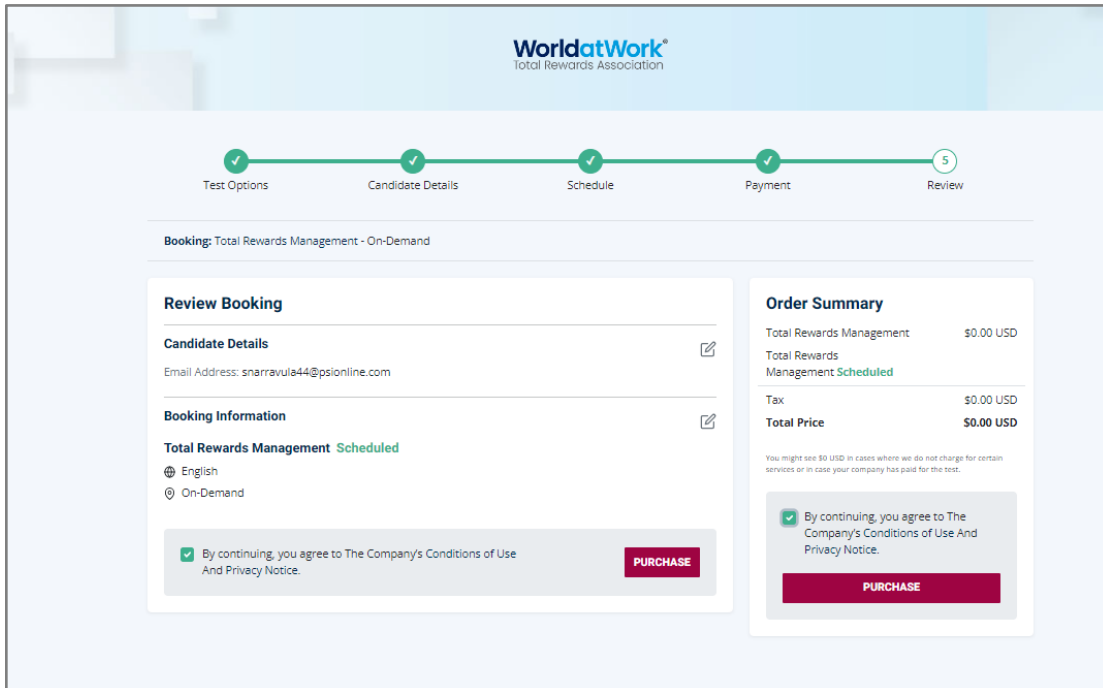 WorldatWork®
Total Rewards Association
5
Test Options
Candidate Details
Schedule
Payment
Review
Booking: Total Rewards Management - On-Demand
Review Booking
Candidate Details
Email Address: snarravula44@psionline.com
Booking Information
Total Rewards Management Scheduled
English
On-Demand
By continuing, you agree to The Company's Conditions of Use
And Privacy Notice.
PURCHASE
Order Summary
Total Rewards Management $0.00 USD
Total Rewards
Management Scheduled
Tax $0.00 USD
Total Price $0.00 USD
You might see $0 USD in cases where we do not charge for certain
services or in case your company has paid for the test.
By continuing, you agree to The
Company's Conditions of Use And
Privacy Notice.
PURCHASE